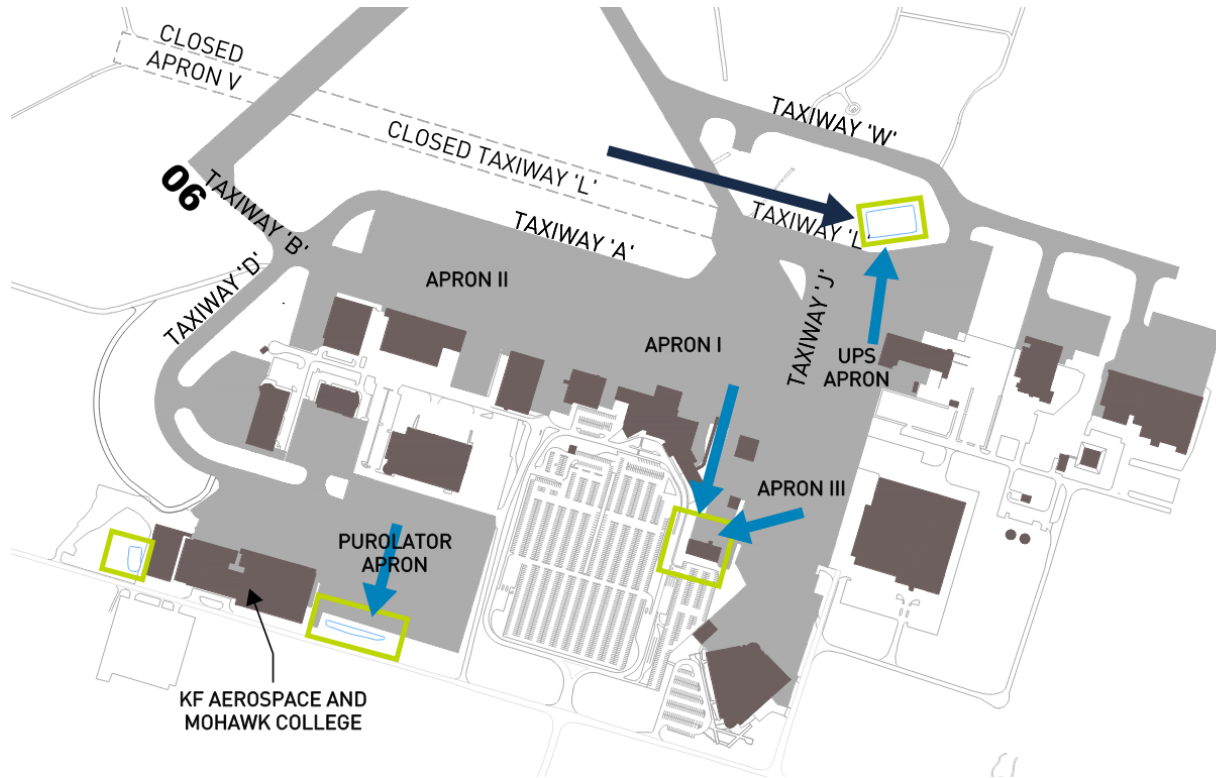 CLOSED
APRON V
CLOSED TAXIWAY 'L'
TAXIWAY 'W'
06
TAXIWAY 'B'
TAXIWAY 'D'
TAXIWAY 'A'
TAXIWAY 'L'
TAXIWAY 'J'
APRON II
APRON I
UPS
APRON
APRON III
PUROLATOR
APRON
KF AEROSPACE AND
MOHAWK COLLEGE